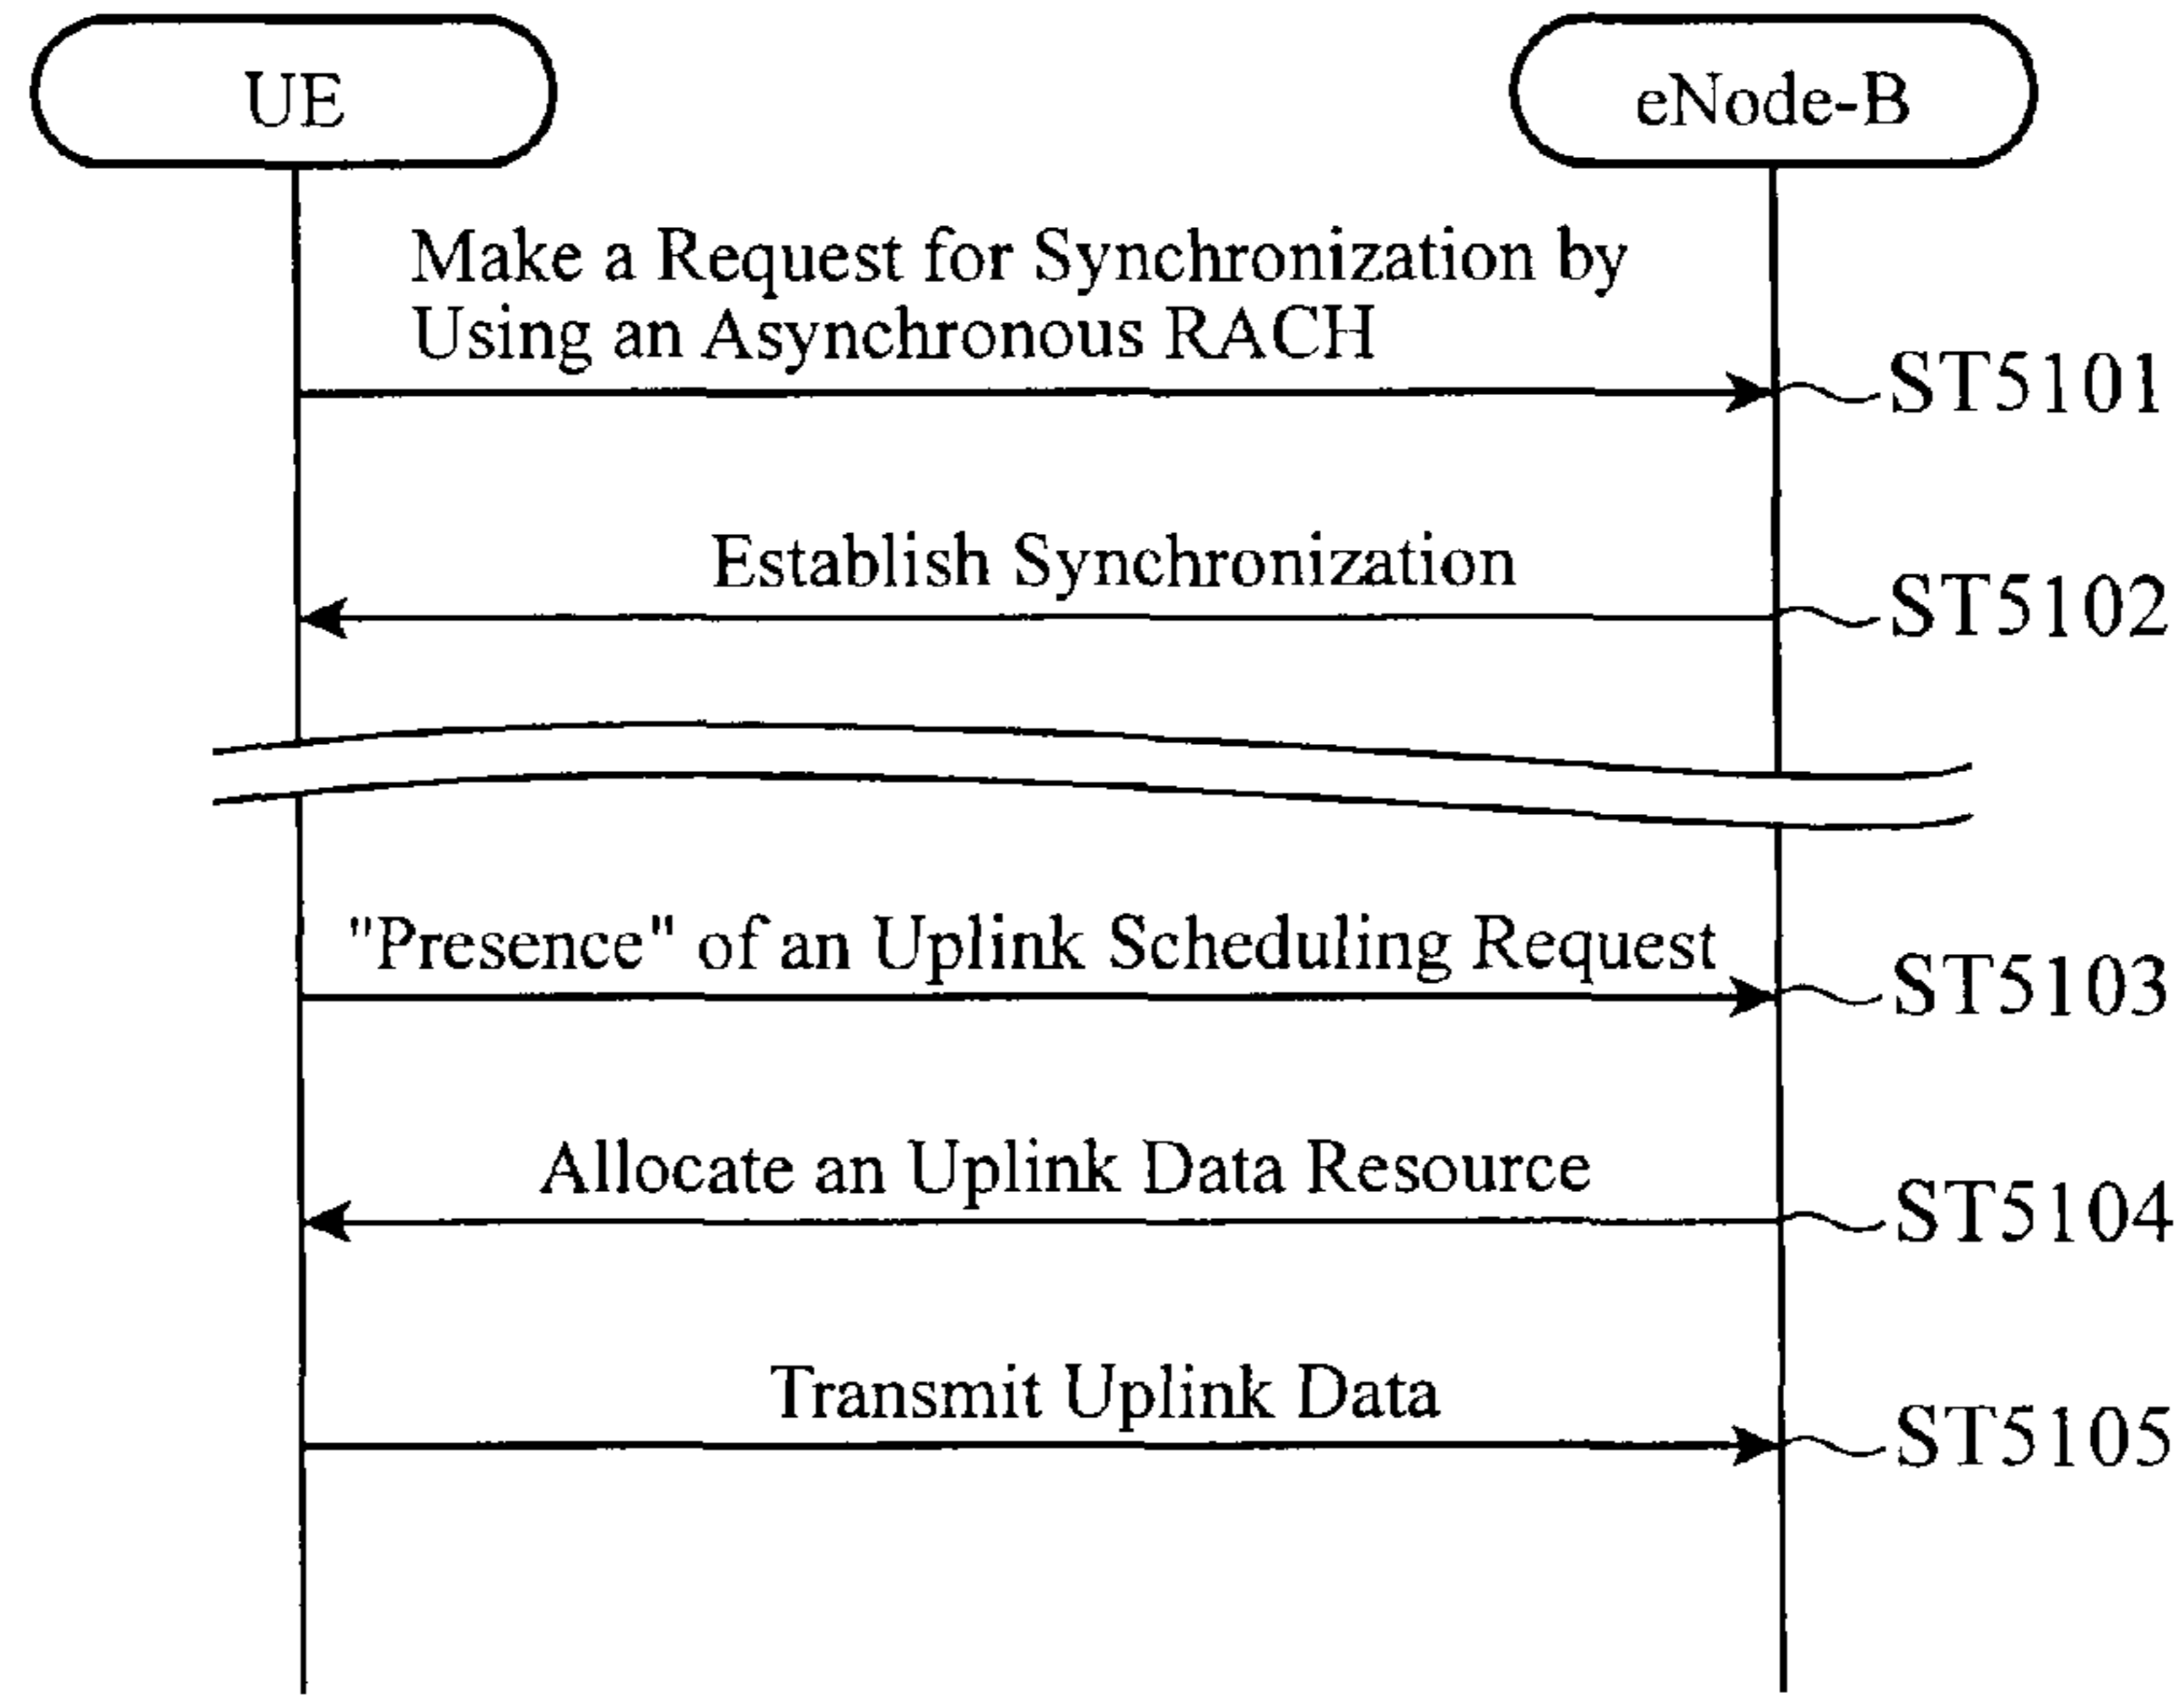 UE
eNode-B
Make a Request for Synchronization by
Using an Asynchronous RACH
ST5101
Establish Synchronization
ST5102
"Presence" of an Uplink Scheduling Request
ST5103
Allocate an Uplink Data Resource
ST5104
Transmit Uplink Data
ST5105